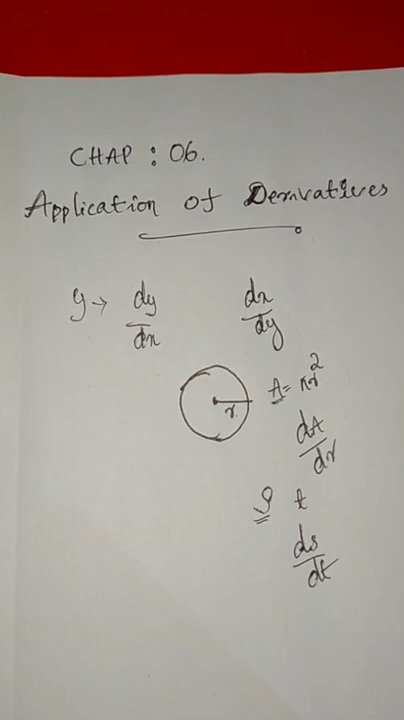 CHAP : 06.
Application of Derivatives
y → dy/dx dx/dy
r A = πr²
dA/dr
S t
ds/dt